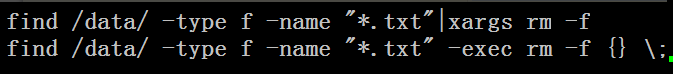 find /data/ -type f -name "*.txt"|xargs rm -f
find /data/ -type f -name "*.txt" -exec rm -f {} \;